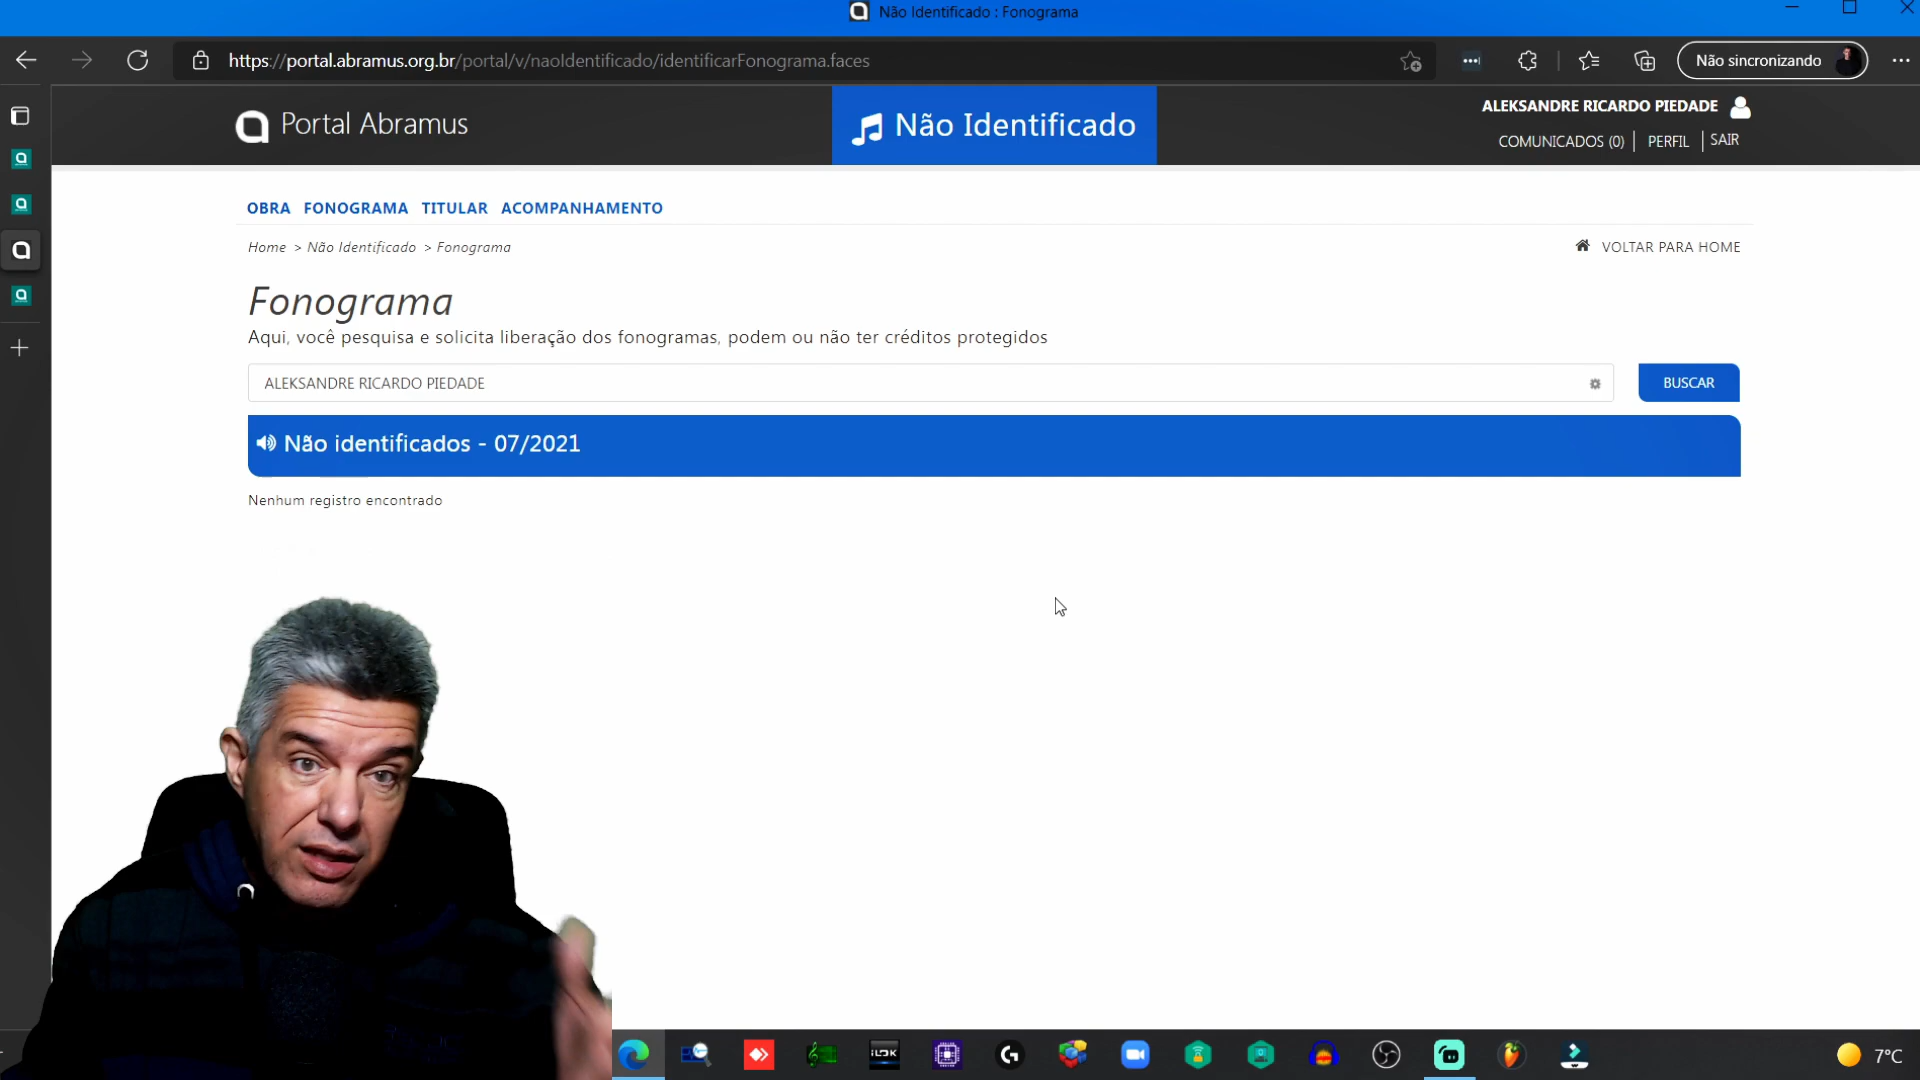 Não Identificado : Fonograma
https://portal.abramus.org.br/portal/v/naoIdentificado/identificarFonograma.faces
Não sincronizando
Portal Abramus
Não Identificado
ALEKSANDRE RICARDO PIEDADE
COMUNICADOS (0) PERFIL SAIR
OBRA FONOGRAMA TITULAR ACOMPANHAMENTO
Home > Não Identificado > Fonograma
VOLTAR PARA HOME
Fonograma
Aqui, você pesquisa e solicita liberação dos fonogramas, podem ou não ter créditos protegidos
ALEKSANDRE RICARDO PIEDADE
BUSCAR
Não identificados - 07/2021
Nenhum registro encontrado
iLOK
7°C